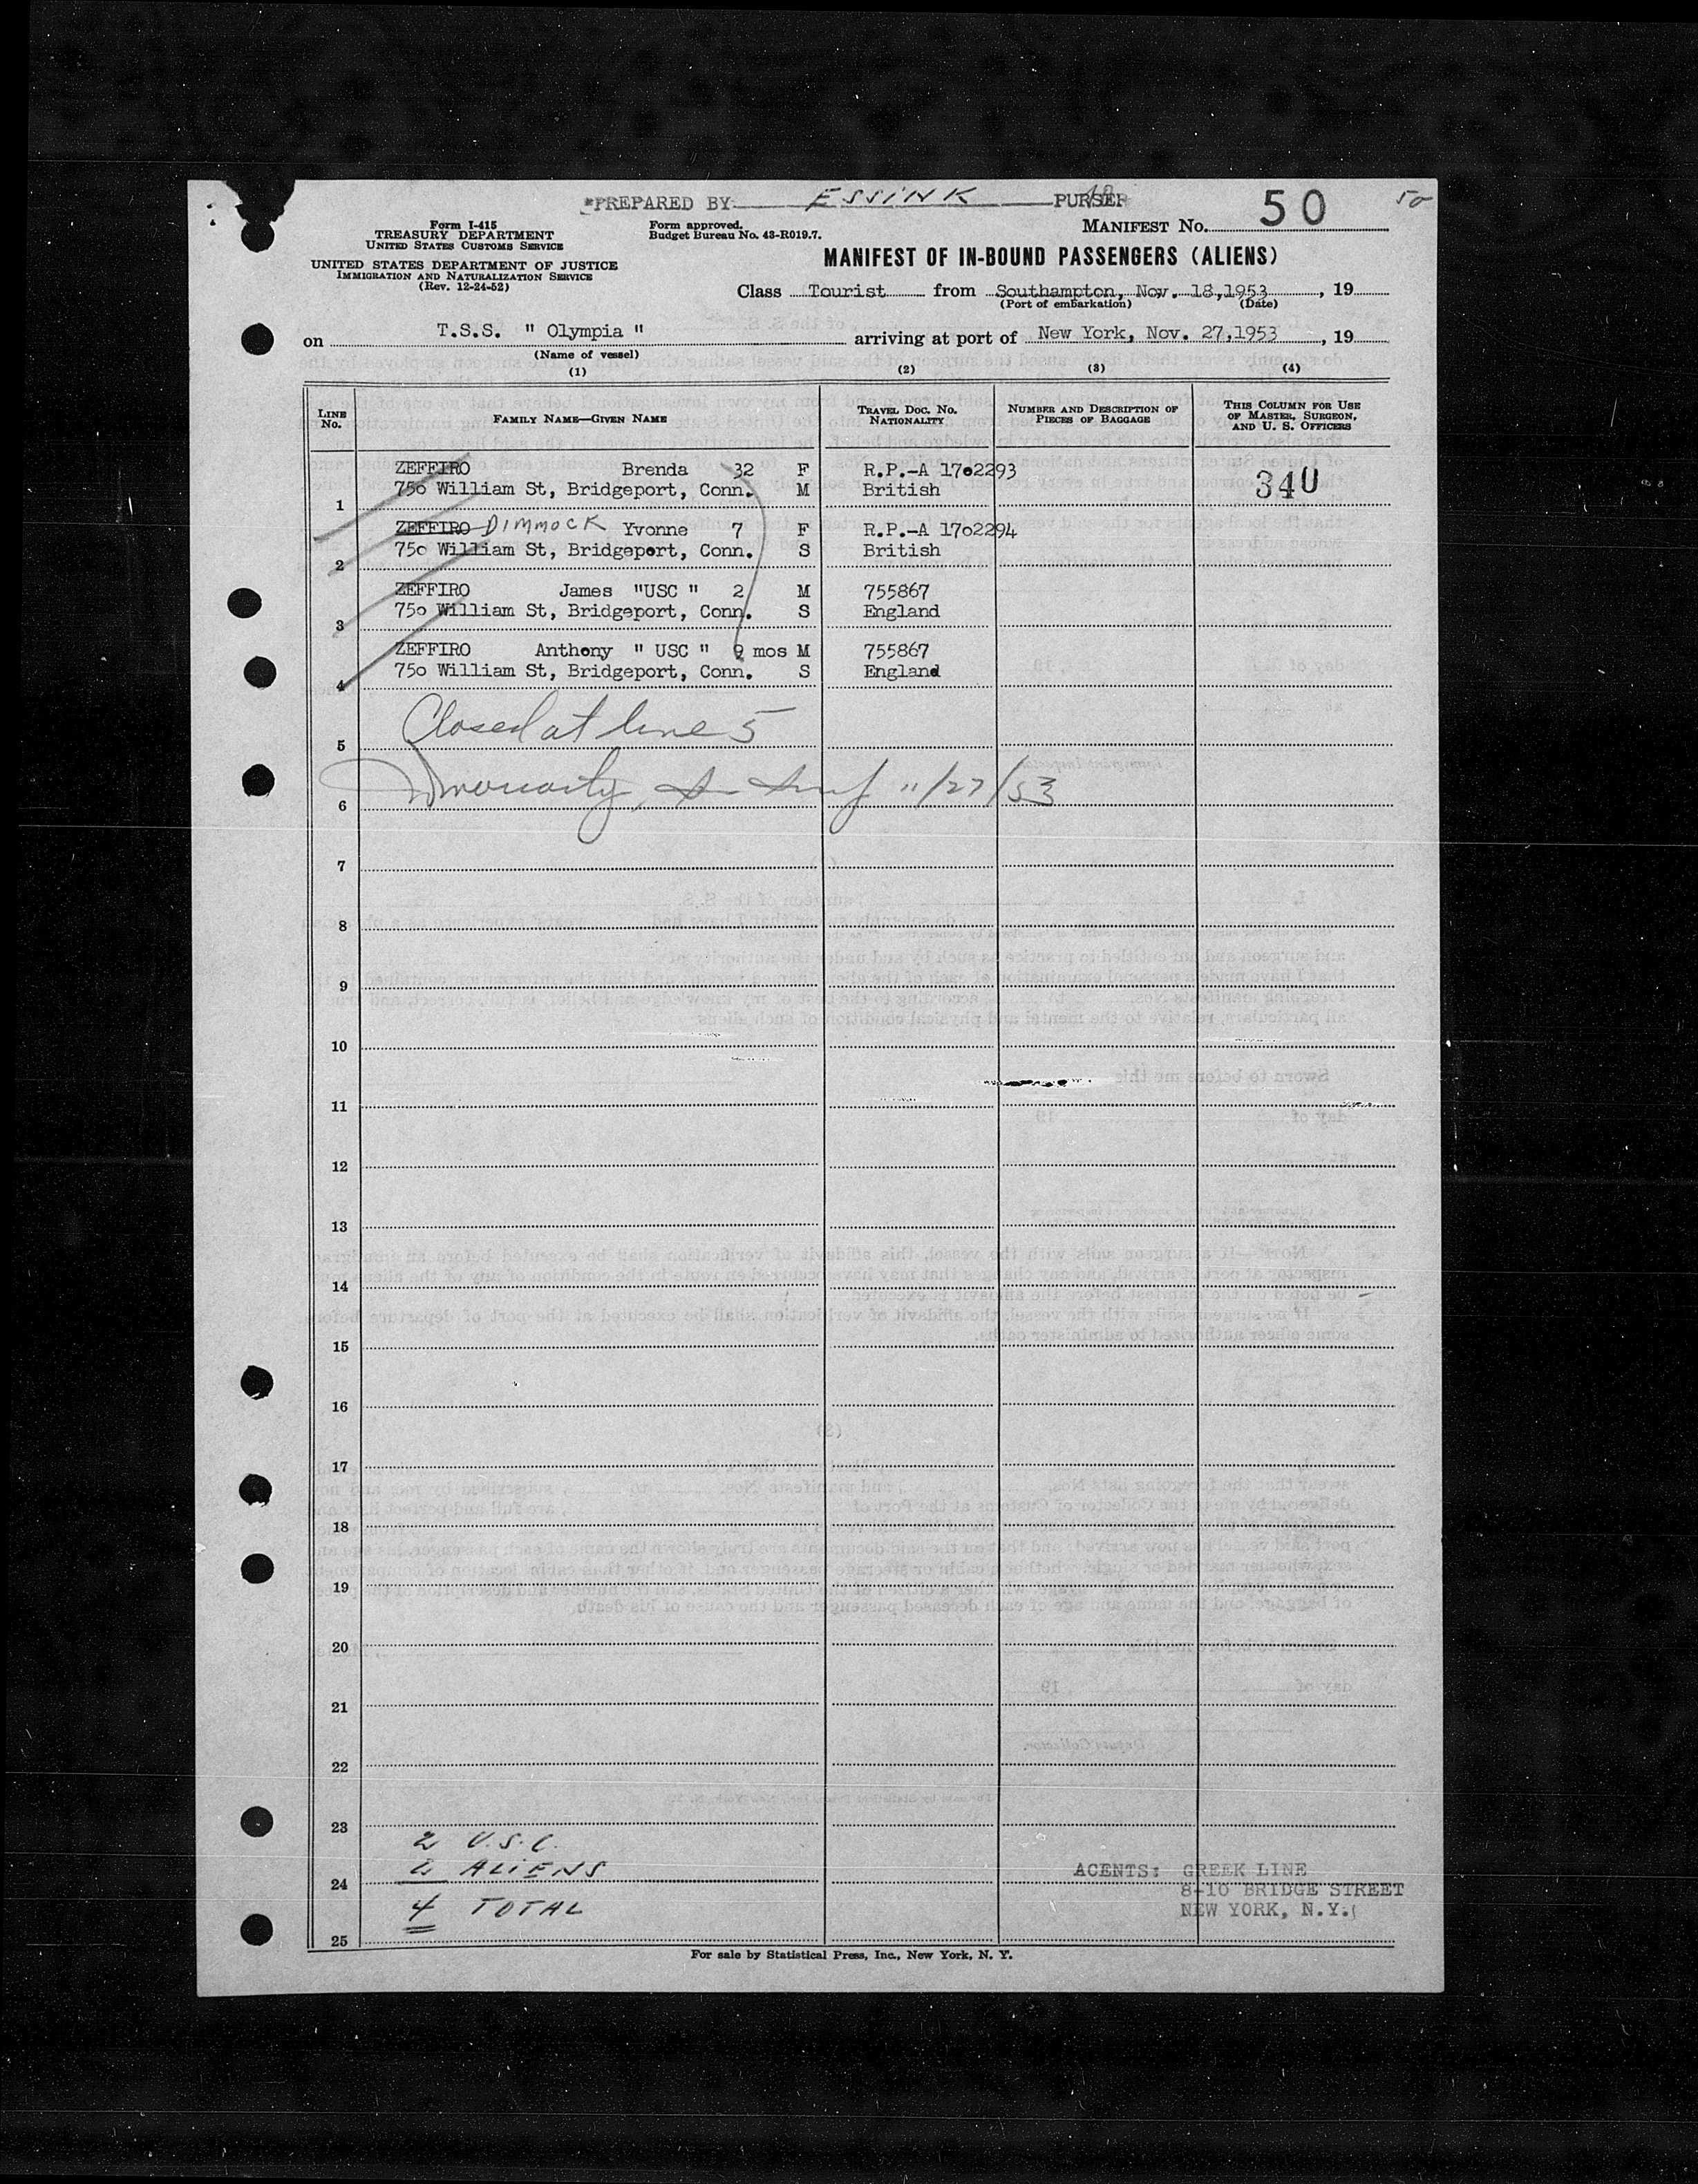 *PREPARED BY ESSINK PURSER
Form I-415
TREASURY DEPARTMENT
UNITED STATES CUSTOMS SERVICE
UNITED STATES DEPARTMENT OF JUSTICE
IMMIGRATION AND NATURALIZATION SERVICE
(Rev. 12-24-52)
Form approved.
Budget Bureau No. 43-R019.7.
MANIFEST No. 50
50
MANIFEST OF IN-BOUND PASSENGERS (ALIENS)
Class Tourist from Southampton, Nov. 18,1953, 19
(Port of embarkation) (Date)
on T.S.S. " Olympia " arriving at port of New York, Nov. 27,1953, 19
(Name of vessel)
(1) (2) (3) (4)
LINE No. FAMILY NAME—GIVEN NAME TRAVEL DOC. NO. NATIONALITY NUMBER AND DESCRIPTION OF PIECES OF BAGGAGE THIS COLUMN FOR USE OF MASTER, SURGEON, AND U. S. OFFICERS
ZEFFIRO Brenda 32 F R.P.-A 1702293 340
1 750 William St, Bridgeport, Conn. M British
ZEFFIRO DIMMOCK Yvonne 7 F R.P.-A 1702294
2 750 William St, Bridgeport, Conn. S British
ZEFFIRO James "USC " 2 M 755867
3 750 William St, Bridgeport, Conn. S England
ZEFFIRO Anthony " USC " 9 mos M 755867
4 750 William St, Bridgeport, Conn. S England
Closed at line 5
5
6 11/27/53
7
8
9
10
11
12
13
14
15
16
17
18
19
20
21
22
23
2 U.S.C.
2 ALIENS
24
4 TOTAL
25
AGENTS: GREEK LINE
8-10 BRIDGE STREET
NEW YORK, N.Y.
For sale by Statistical Press, Inc., New York, N. Y.